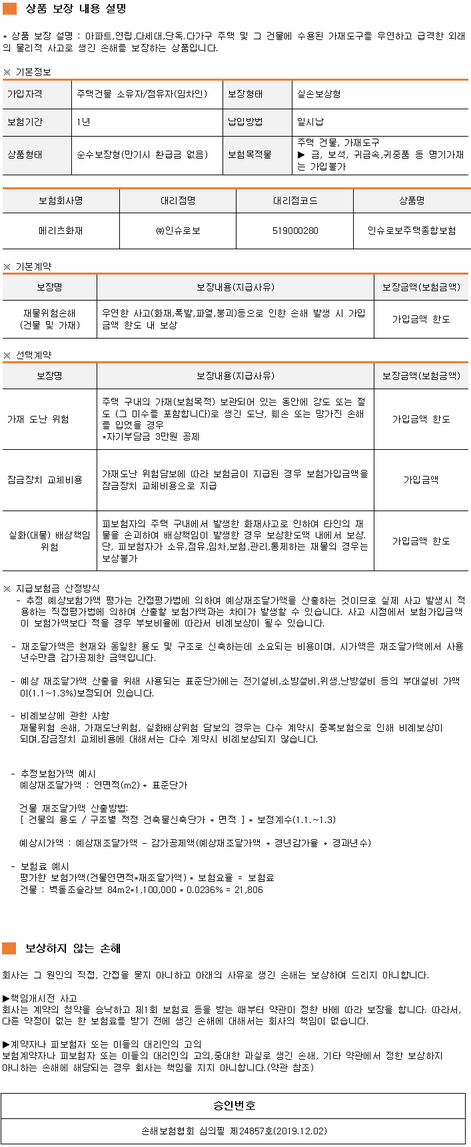 상품 보장 내용 설명
* 상품 보장 설명 : 아파트,연립,다세대,단독.다가구 주택 및 그 건물에 수용된 가재도구를 우연하고 급격한 외래
의 물리적 사고로 생긴 손해를 보장하는 상품입니다.
※ 기본정보
가입자격 주택건물 소유자/점유자(임차인) 보장형태 실손보상형
보험기간 1년 납입방법 일시납
상품형태 순수보장형(만기시 환급금 없음) 보험목적물 주택 건물, 가재도구
▶ 금, 보석, 귀금속,귀중품 등 명기가재
는 가입불가
보험회사명 대리점명 대리점코드 상품명
메리츠화재 ㈜인슈로보 519000280 인슈로보주택종합보험
※ 기본계약
보장명 보장내용(지급사유) 보장금액(보험금액)
재물위험손해
(건물 및 가재) 우연한 사고(화재,폭발,파열,붕괴)등으로 인한 손해 발생 시 가입
금액 한도 내 보상 가입금액 한도
※ 선택계약
보장명 보장내용(지급사유) 보장금액(보험금액)
가재 도난 위험 주택 구내의 가재(보험목적) 보관되어 있는 동안에 강도 또는 절
도 (그 미수를 포함합니다)로 생긴 도난, 훼손 또는 망가진 손해
를 입었을 경우
*자기부담금 3만원 공제 가입금액 한도
잠금장치 교체비용 가재도난 위험담보에 따라 보험금이 지급된 경우 보험가입금액을
잠금장치 교체비용으로 지급 가입금액
실화(대물) 배상책임
위험 피보험자의 주택 구내에서 발생한 화재사고로 인하여 타인의 재
물을 손괴하여 배상책임이 발생한 경우 보상한도액 내에서 보상.
단, 피보험자가 소유,점유,임차,보험,관리,통제하는 재물의 경우는
보상불가 가입금액 한도
※ 지급보험금 산정방식
- 추정 예상보험가액 평가는 간접평가법에 의하여 예상재조달가액을 산출하는 것이므로 실제 사고 발생시 적
용하는 직접평가법에 의하여 산출할 보험가액과는 차이가 발생할 수 있습니다. 사고 시점에서 보험가입금액
이 보험가액보다 적을 경우 부보비율에 따라서 비례보상이 될수 있습니다.
- 재조달가액은 현재와 동일한 용도 및 구조로 신축하는데 소요되는 비용이며, 시가액은 재조달가액에서 사용
년수만큼 감가공제한 금액입니다.
- 예상 재조달가액 산출을 위해 사용되는 표준단가에는 전기설비,소방설비,위생,난방설비 등의 부대설비 가액
이(1.1~1.3%)보정되어 있습니다.
- 비례보상에 관한 사항
재물위험 손해, 가재도난위험, 실화배상위험 담보의 경우는 다수 계약시 중복보험으로 인해 비례보상이
되며,잠금장치 교체비용에 대해서는 다수 계약시 비례보상되지 않습니다.
- 추정보험가액 예시
예상재조달가액 : 연면적(m2) * 표준단가
건물 재조달가액 산출방법:
[ 건물의 용도 / 구조별 적정 건축물신축단가 * 면적 ] * 보정계수(1.1.~1.3)
예상시가액 : 예상재조달가액 - 감가공제액(예상재조달가액 * 경년감가율 * 경과년수)
- 보험료 예시
평가한 보험가액(건물연면적*재조달가액) * 보험요율 = 보험료
건물 : 벽돌조슬라브 84m2*1,100,000 * 0.0236% = 21,806
보상하지 않는 손해
회사는 그 원인의 직접, 간접을 묻지 아니하고 아래의 사유로 생긴 손해는 보상하여 드리지 아니합니다.
▶책임개시전 사고
회사는 계약의 청약을 승낙하고 제1회 보험료 등을 받는 때부터 약관이 정한 바에 따라 보장을 합니다. 따라서,
다른 약정이 없는 한 보험료를 받기 전에 생긴 손해에 대해서는 회사의 책임이 없습니다.
▶계약자나 피보험자 또는 이들의 대리인의 고의
보험계약자나 피보험자 또는 이들의 대리인의 고의,중대한 과실로 생긴 손해, 기타 약관에서 정한 보상하지
아니하는 손해에 해당되는 경우 회사는 책임을 지지 아니합니다.(약관 참조)
승인번호
손해보험협회 심의필 제24857호(2019.12.02)